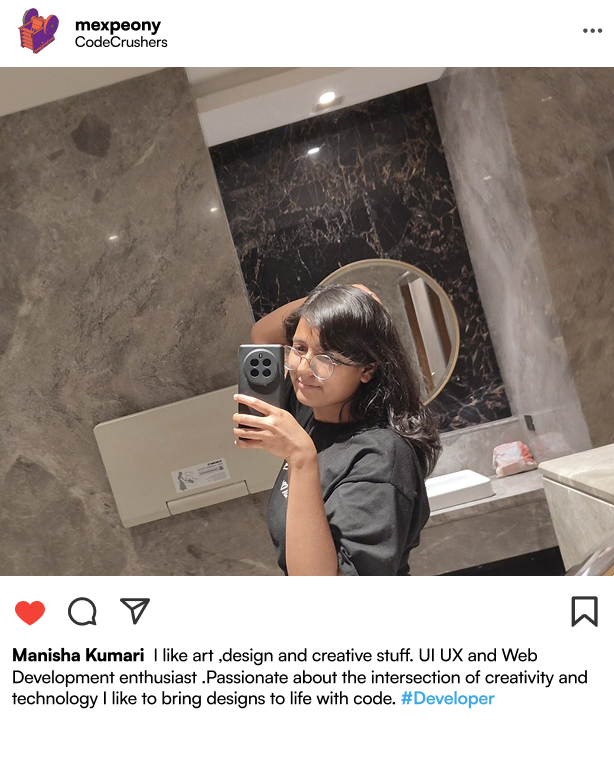 mexpeony
CodeCrushers
Manisha Kumari I like art ,design and creative stuff. UI UX and Web
Development enthusiast .Passionate about the intersection of creativity and
technology I like to bring designs to life with code. #Developer